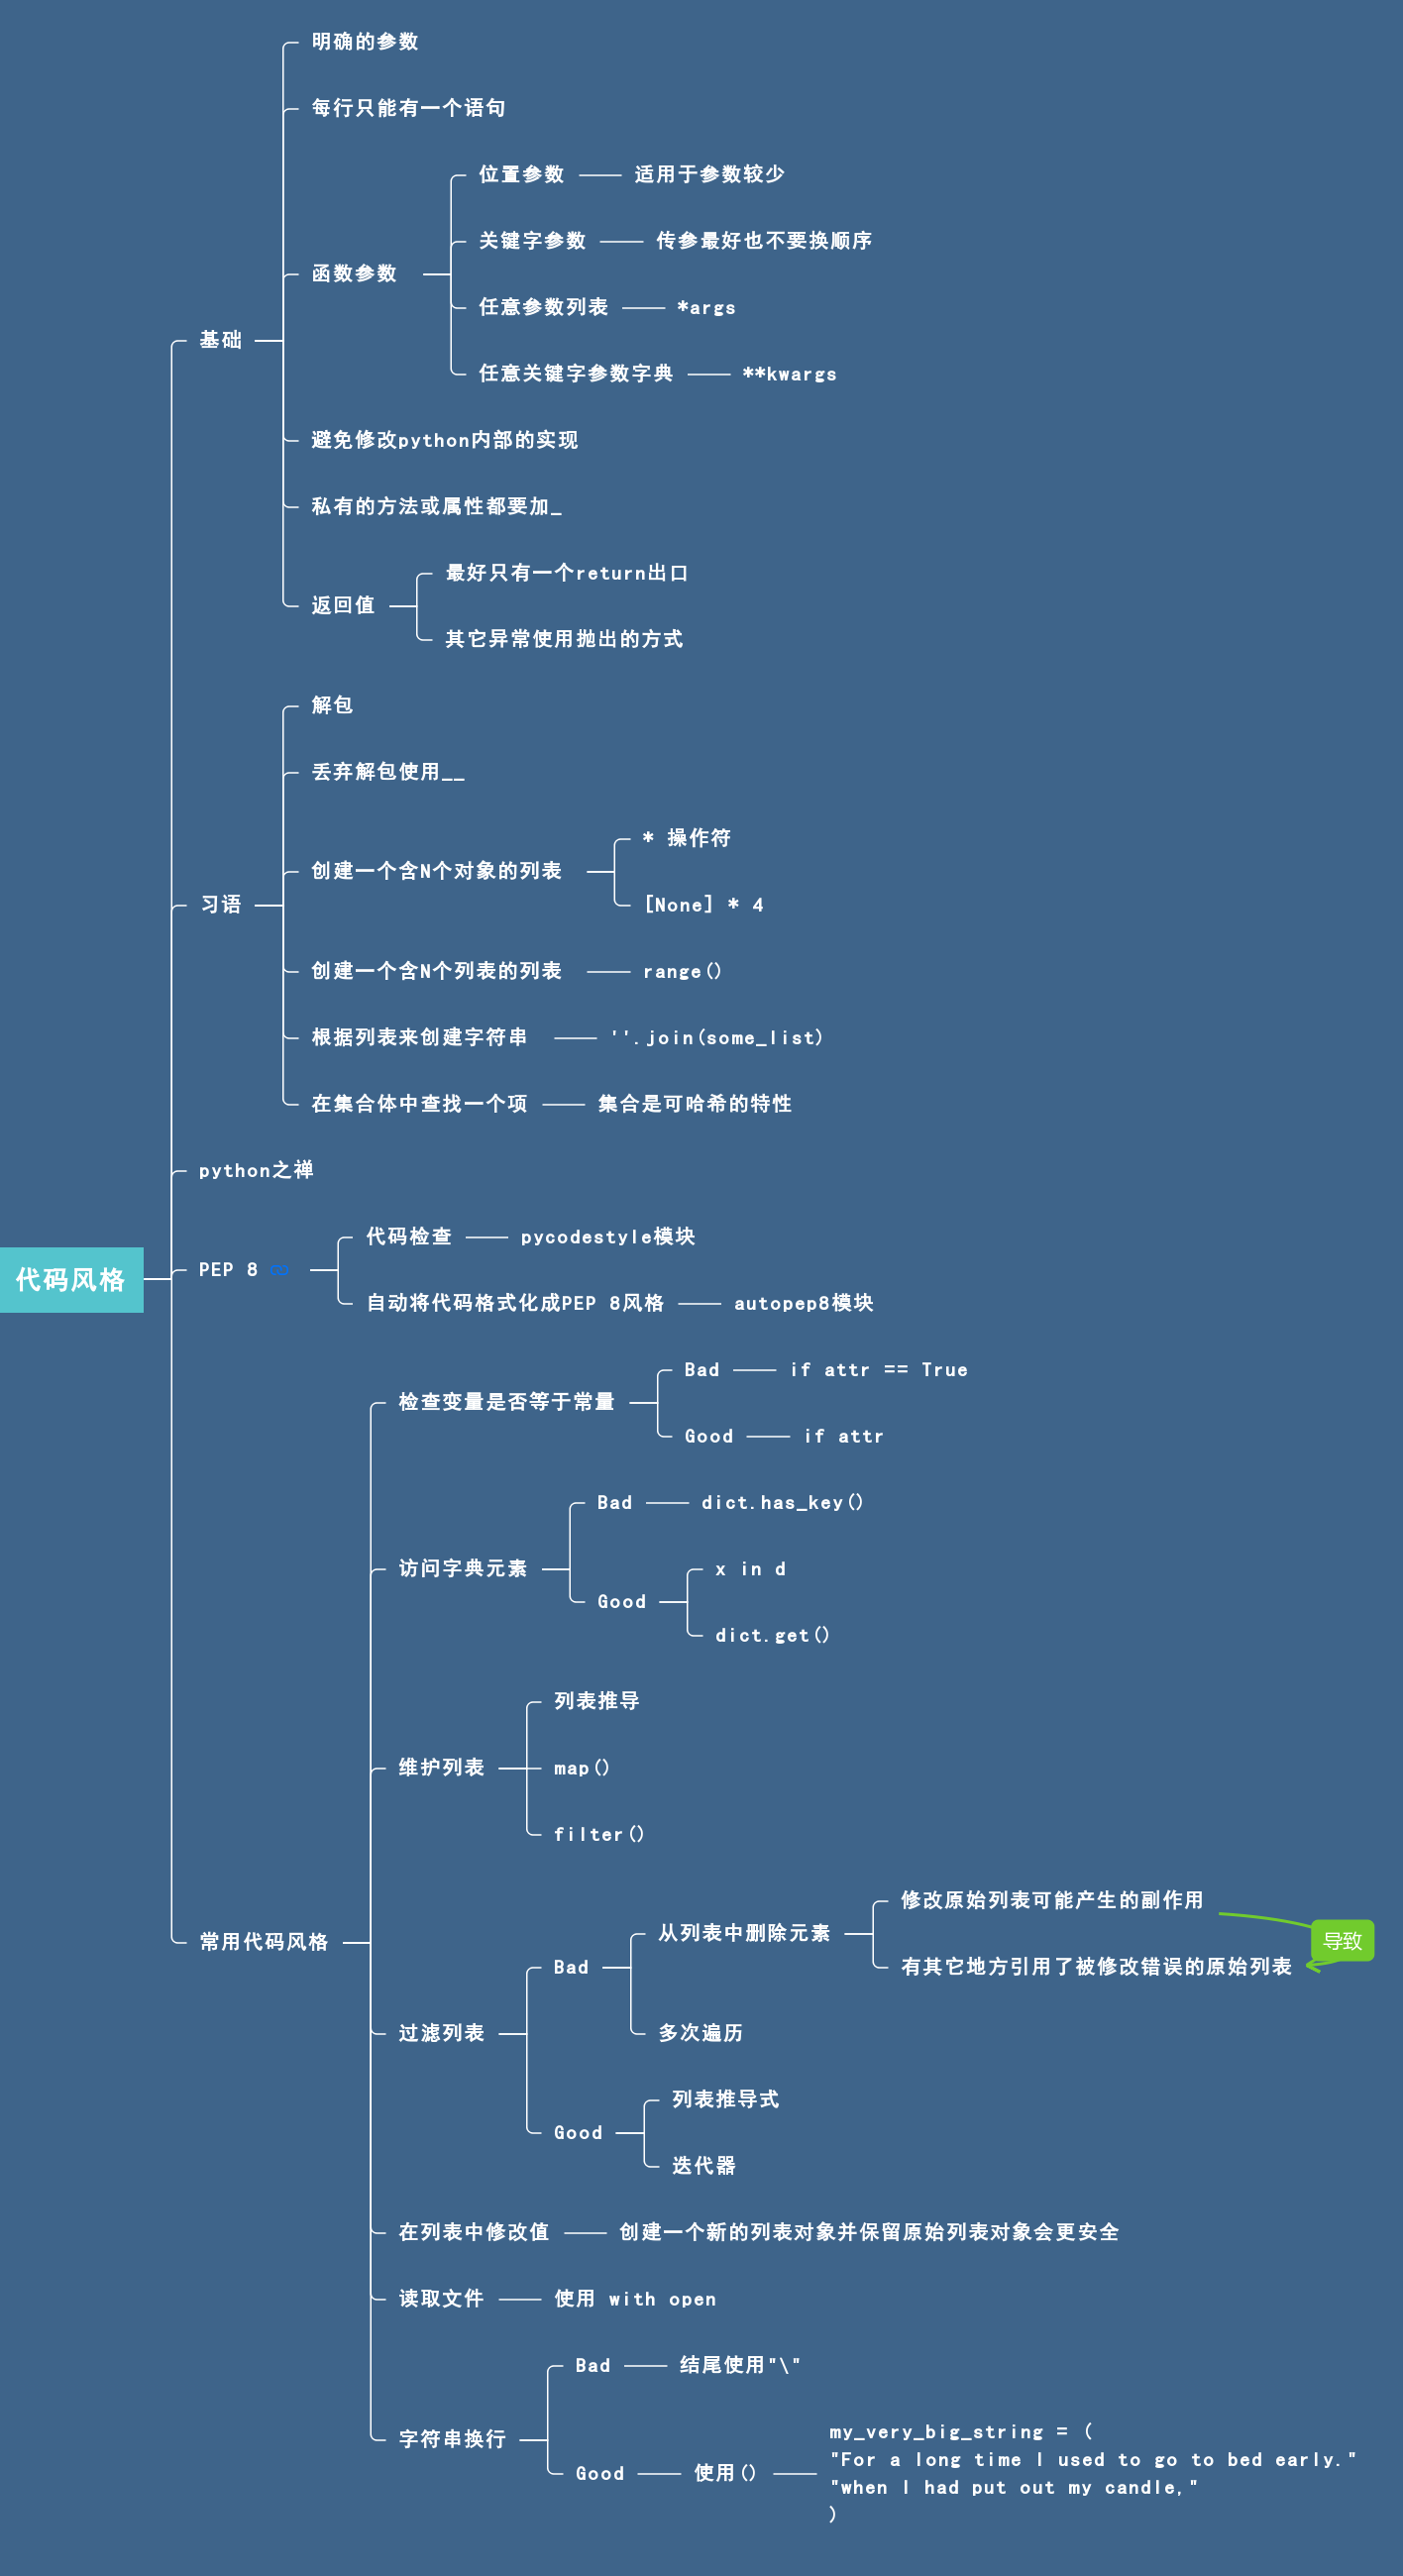 明确的参数
每行只能有一个语句
位置参数 适用于参数较少
关键字参数 传参最好也不要换顺序
函数参数
任意参数列表 *args
基础
任意关键字参数字典 **kwargs
避免修改python内部的实现
私有的方法或属性都要加_
最好只有一个return出口
返回值
其它异常使用抛出的方式
解包
丢弃解包使用__
* 操作符
创建一个含N个对象的列表
习语
[None] * 4
创建一个含N个列表的列表 range()
根据列表来创建字符串 ''.join(some_list)
在集合体中查找一个项 集合是可哈希的特性
python之禅
代码检查 pycodestyle模块
PEP 8
代码风格
自动将代码格式化成PEP 8风格 autopep8模块
Bad if attr == True
检查变量是否等于常量
Good if attr
Bad dict.has_key()
访问字典元素
x in d
Good
dict.get()
列表推导
维护列表
map()
filter()
修改原始列表可能产生的副作用
从列表中删除元素
导致
常用代码风格
Bad
有其它地方引用了被修改错误的原始列表
过滤列表
多次遍历
列表推导式
Good
迭代器
在列表中修改值 创建一个新的列表对象并保留原始列表对象会更安全
读取文件 使用 with open
Bad 结尾使用"\"
字符串换行
Good 使用()
my_very_big_string = (
"For a long time I used to go to bed early."
"when I had put out my candle,"
)